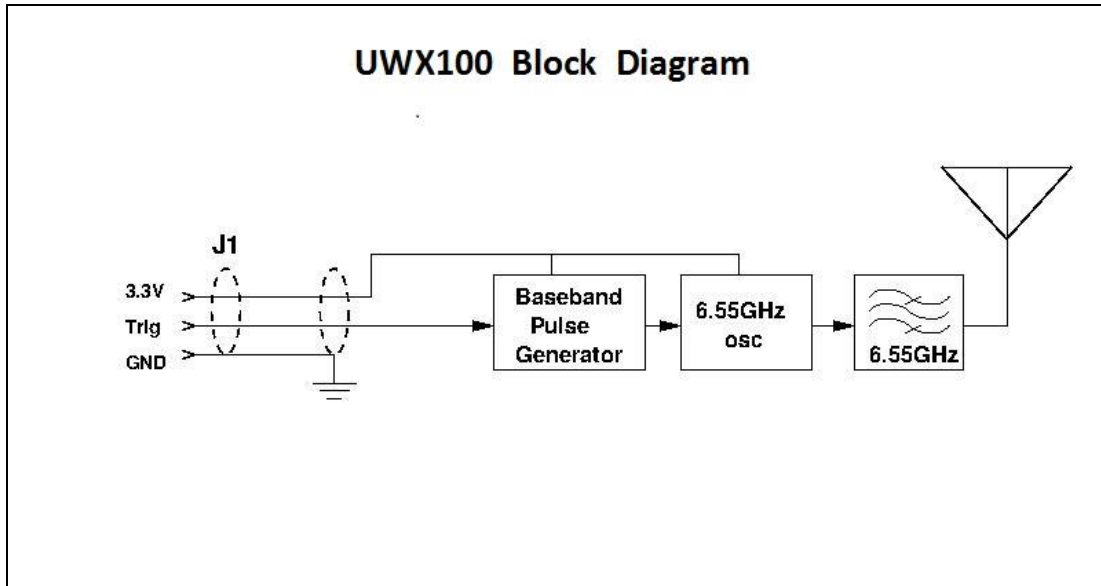 UWX100 Block Diagram
J1
3.3V
Trig
GND
Baseband
Pulse
Generator
6.55GHz
osc
6.55GHz